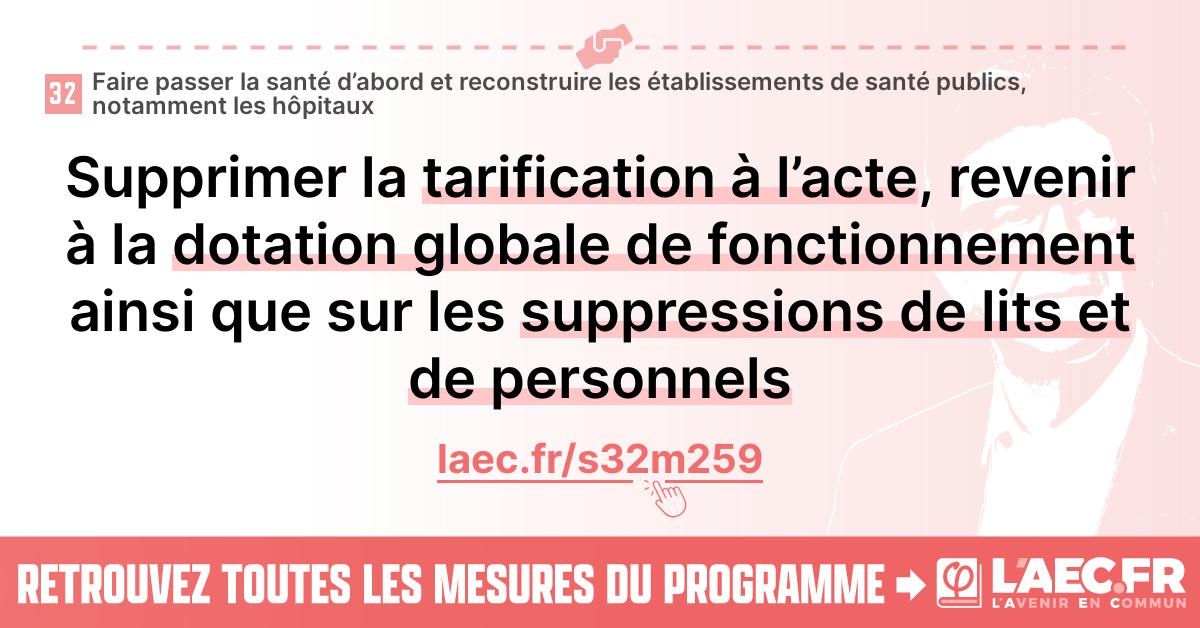 32
Faire passer la santé d’abord et reconstruire les établissements de santé publics,
notamment les hôpitaux
Supprimer la tarification à l’acte, revenir
à la dotation globale de fonctionnement
ainsi que sur les suppressions de lits et
de personnels
laec.fr/s32m259
RETROUVEZ TOUTES LES MESURES DU PROGRAMME
φ
L'AEC.FR
L'AVENIR EN COMMUN